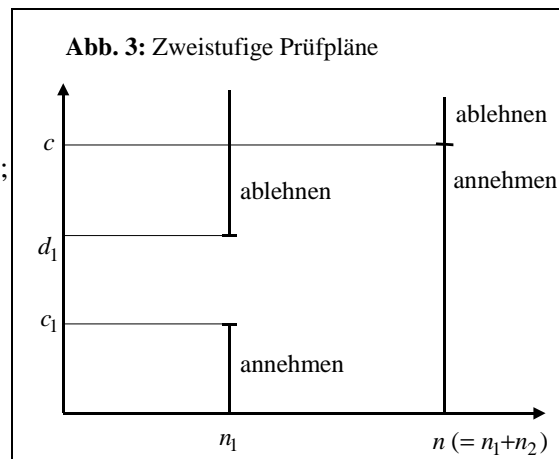 Abb. 3: Zweistufige Prüfpläne
ablehnen
c
;
annehmen
ablehnen
d₁
c₁
annehmen
n₁
n (= n₁+n₂)